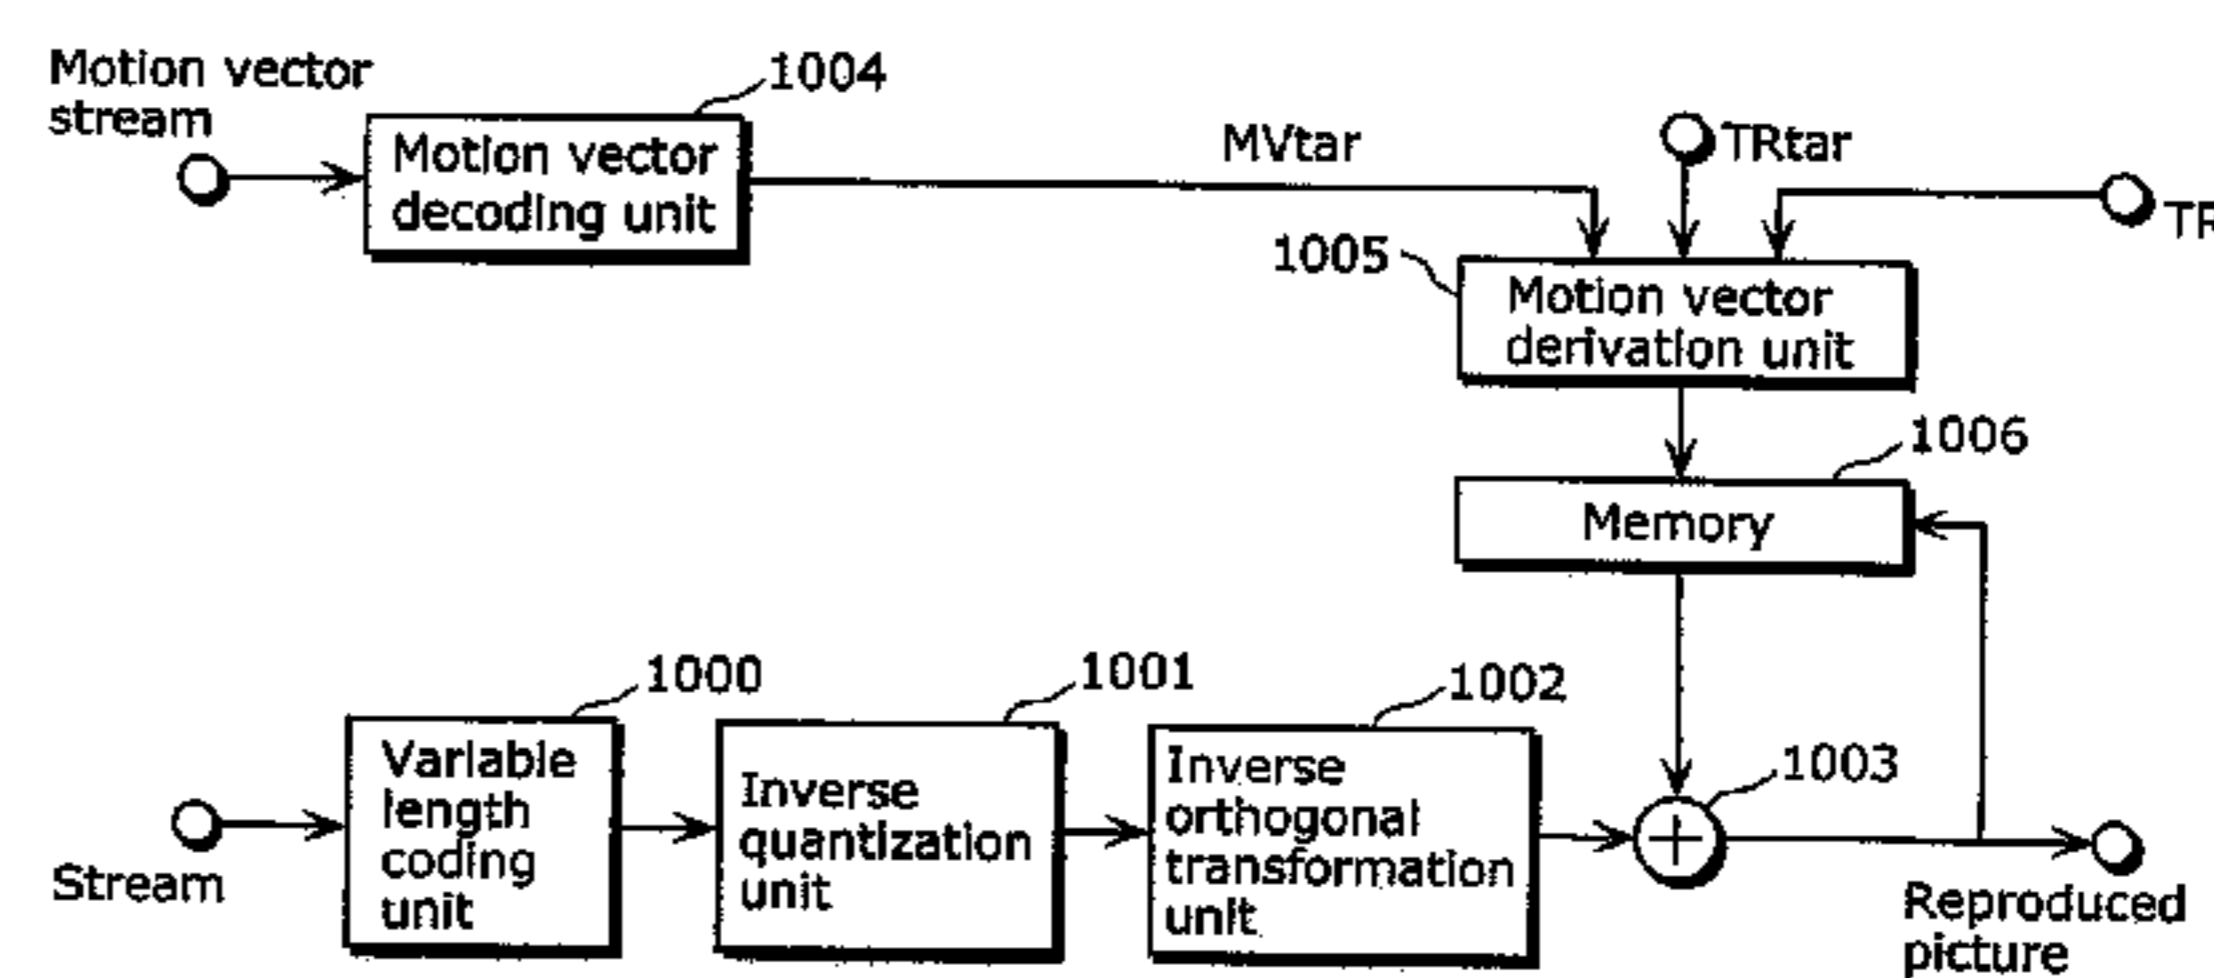 Motion vector
stream
1004
Motion vector
decoding unit
MVtar
TRtar
TR
1005
Motion vector
derivation unit
1006
Memory
1000
Variable
length
coding
unit
1001
Inverse
quantization
unit
1002
Inverse
orthogonal
transformation
unit
1003
Stream
Reproduced
picture